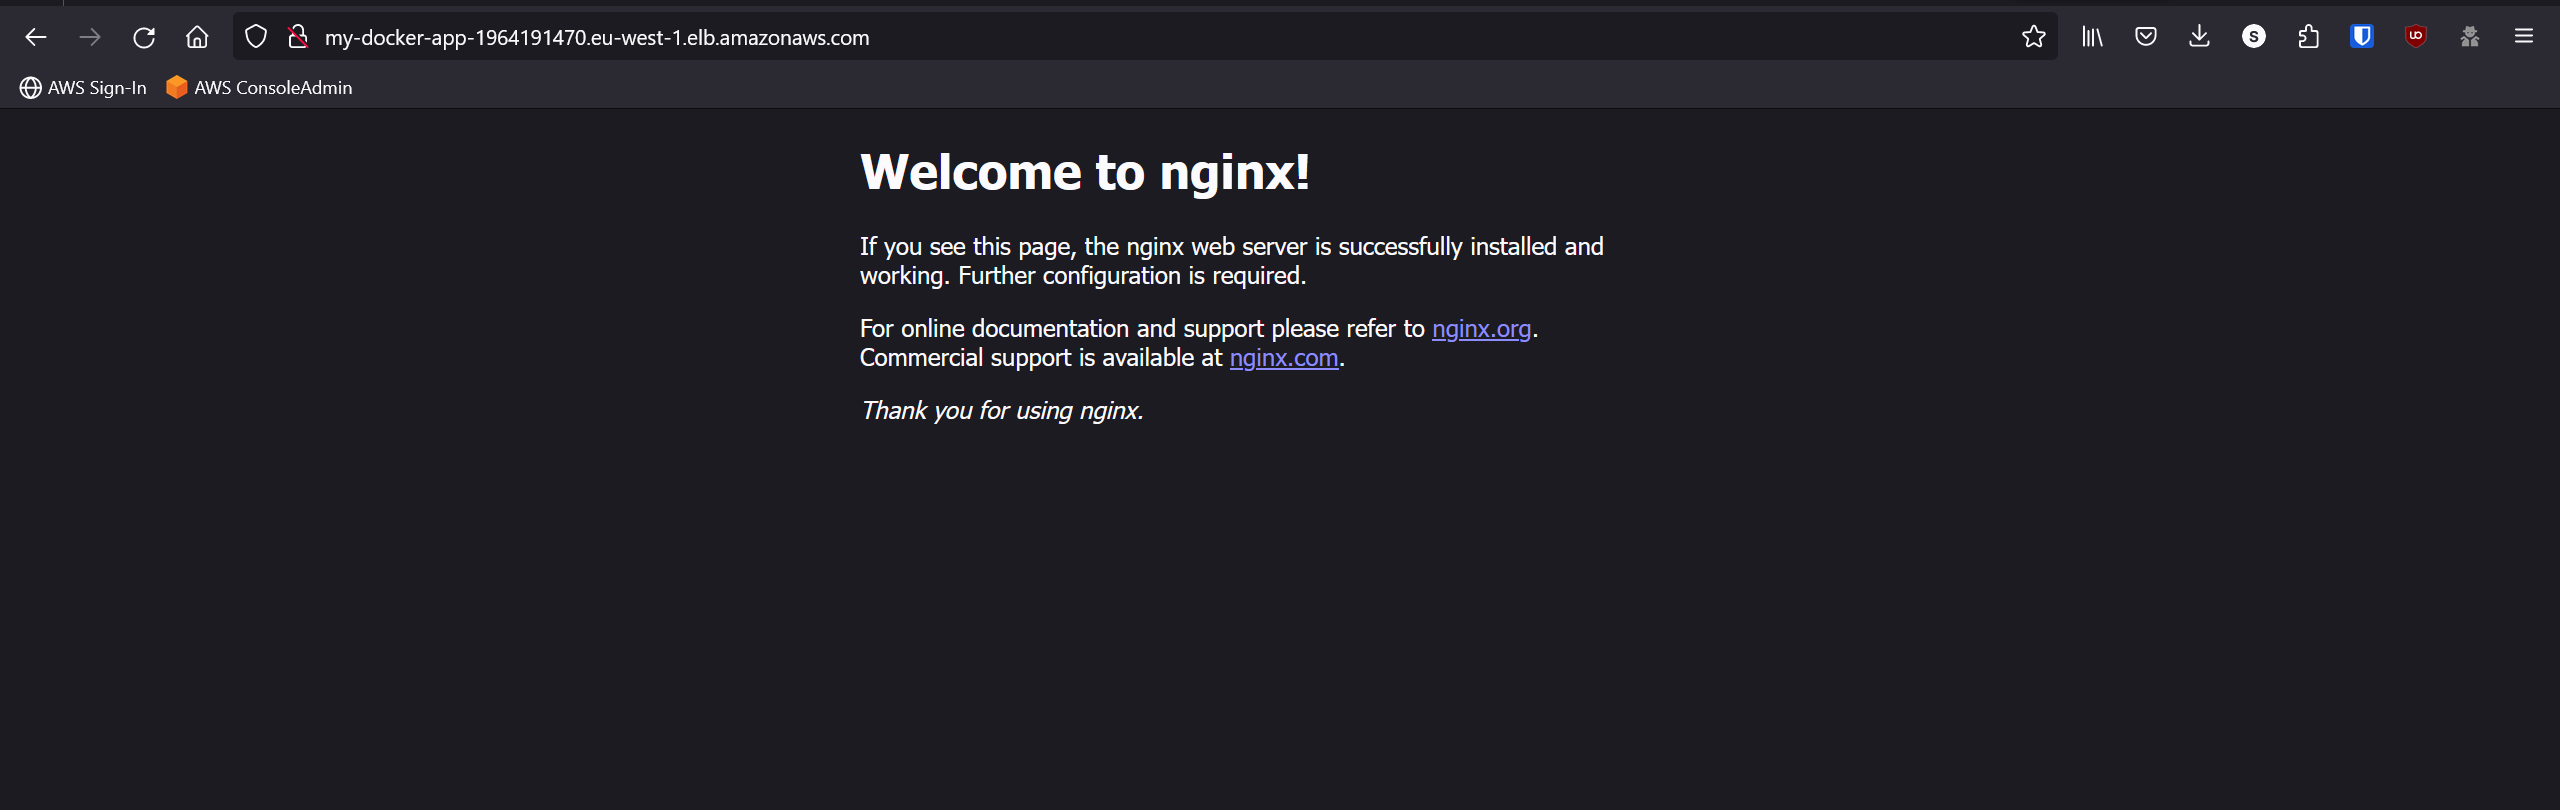 my-docker-app-1964191470.eu-west-1.elb.amazonaws.com
S
uo
AWS Sign-In
AWS ConsoleAdmin
Welcome to nginx!
If you see this page, the nginx web server is successfully installed and
working. Further configuration is required.
For online documentation and support please refer to nginx.org.
Commercial support is available at nginx.com.
Thank you for using nginx.